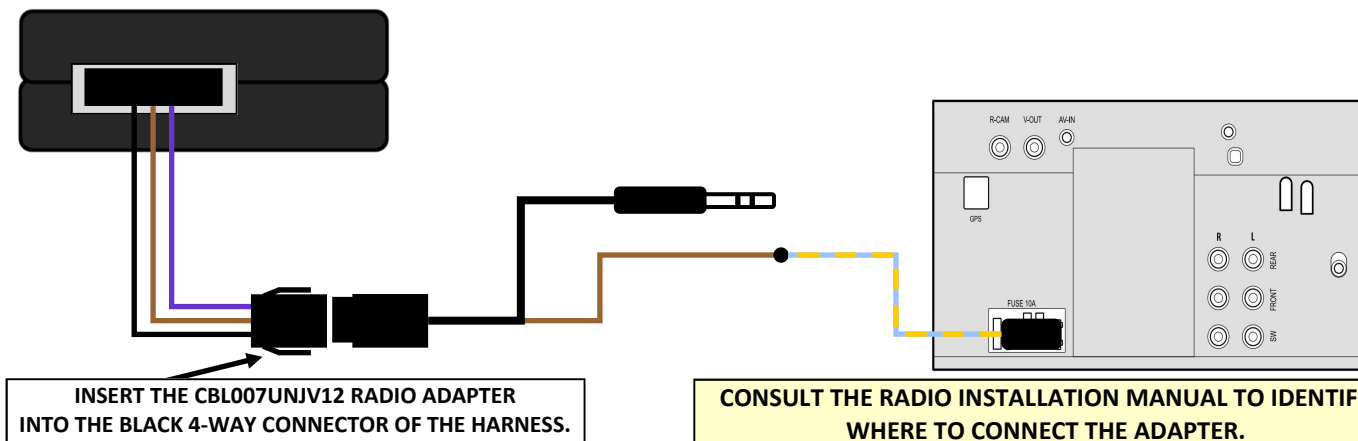 R-CAM V-OUT AV-IN
GPS
R L
REAR
FRONT
SW
FUSE 10A
INSERT THE CBL007UNJV12 RADIO ADAPTER
INTO THE BLACK 4-WAY CONNECTOR OF THE HARNESS.
CONSULT THE RADIO INSTALLATION MANUAL TO IDENTIF
WHERE TO CONNECT THE ADAPTER.